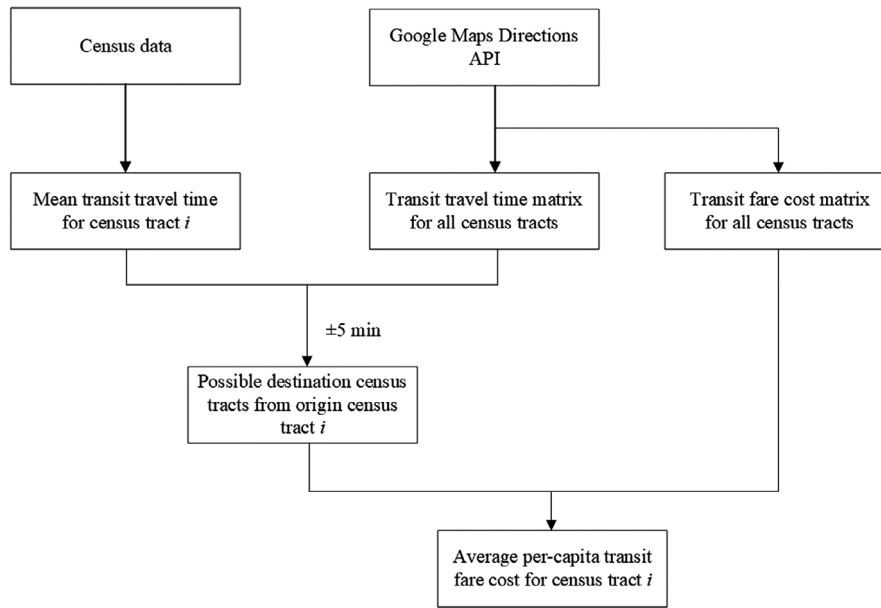 Census data
Google Maps Directions
API
Mean transit travel time
for census tract i
Transit travel time matrix
for all census tracts
Transit fare cost matrix
for all census tracts
±5 min
Possible destination census
tracts from origin census
tract i
Average per-capita transit
fare cost for census tract i